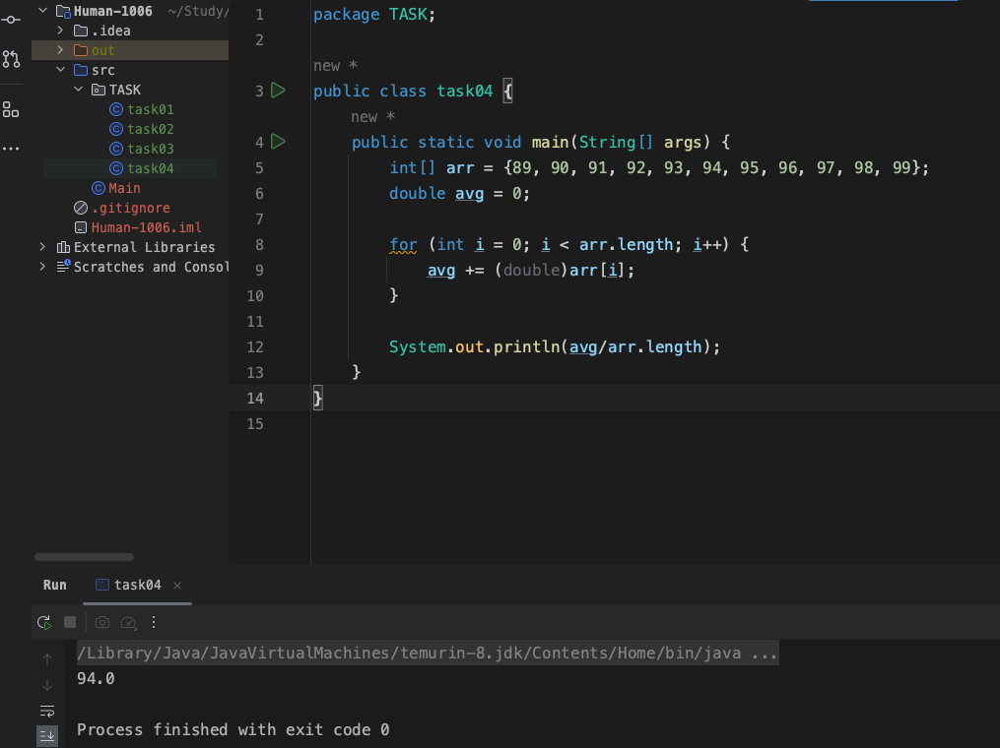 Human-1006 ~/Study/
.idea
out
src
TASK
task01
task02
task03
task04
Main
.gitignore
Human-1006.iml
External Libraries
Scratches and Consol
1 package TASK;
2
new *
3 public class task04 {
new *
4 public static void main(String[] args) {
5 int[] arr = {89, 90, 91, 92, 93, 94, 95, 96, 97, 98, 99};
6 double avg = 0;
7
8 for (int i = 0; i < arr.length; i++) {
9 avg += (double)arr[i];
10 }
11
12 System.out.println(avg/arr.length);
13 }
14 }
15
Run task04
/Library/Java/JavaVirtualMachines/temurin-8.jdk/Contents/Home/bin/java ...
94.0
Process finished with exit code 0